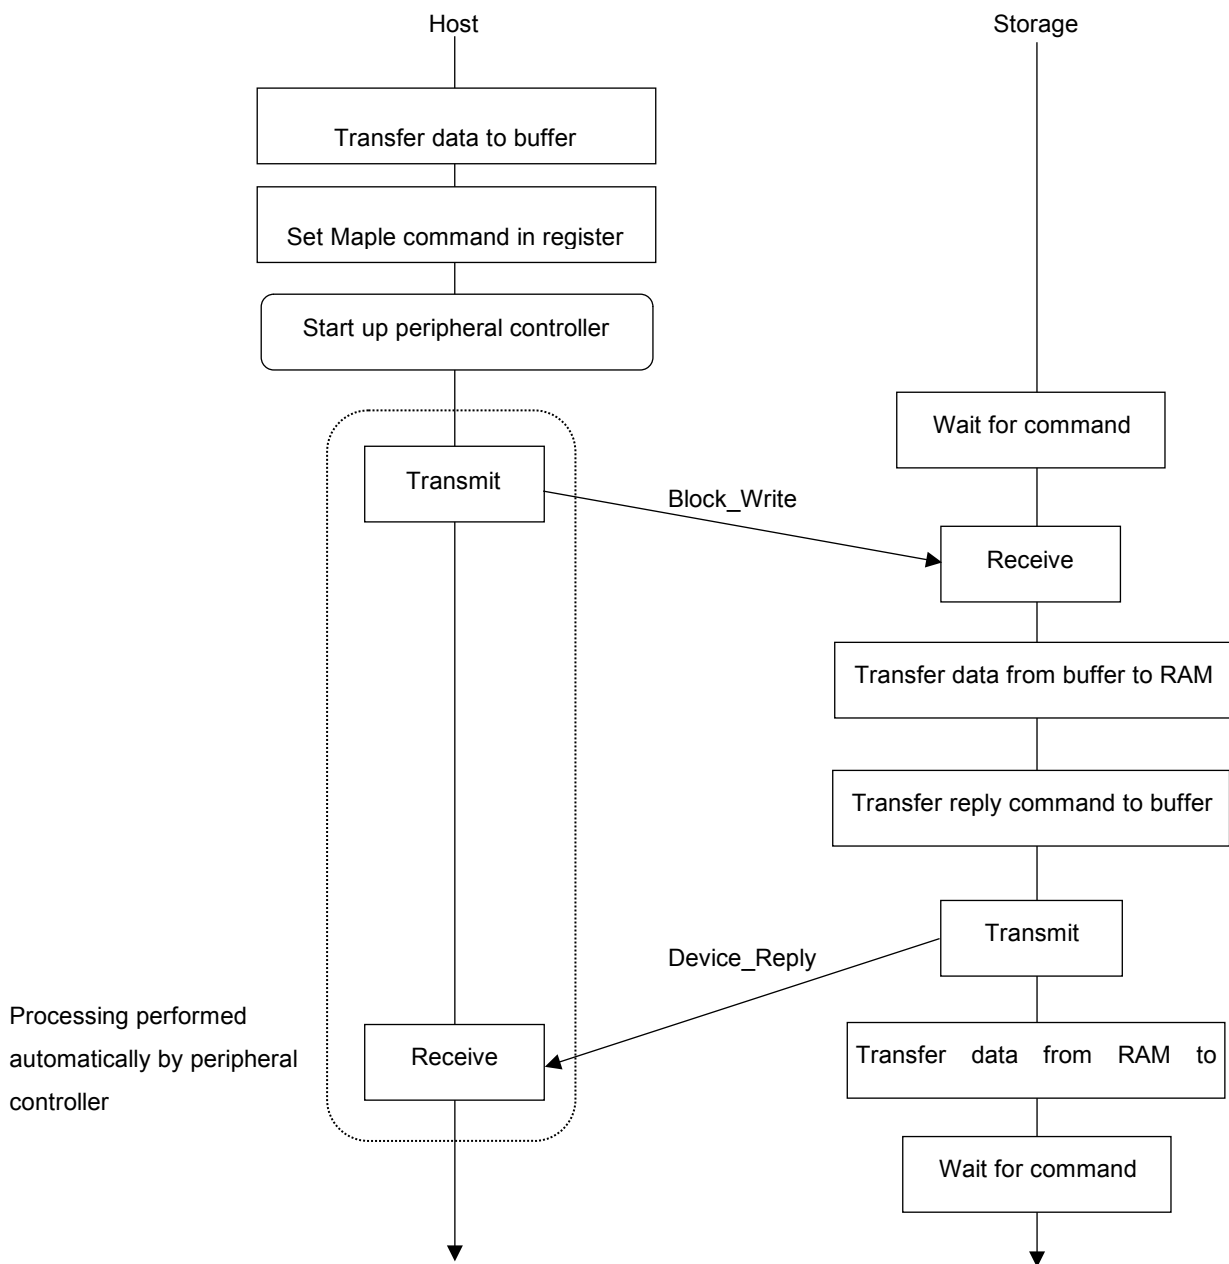 Host
Storage
Transfer data to buffer
Set Maple command in register
Start up peripheral controller
Wait for command
Transmit
Block_Write
Receive
Transfer data from buffer to RAM
Transfer reply command to buffer
Transmit
Device_Reply
Processing performed
automatically by peripheral
controller
Receive
Transfer data from RAM to
Wait for command